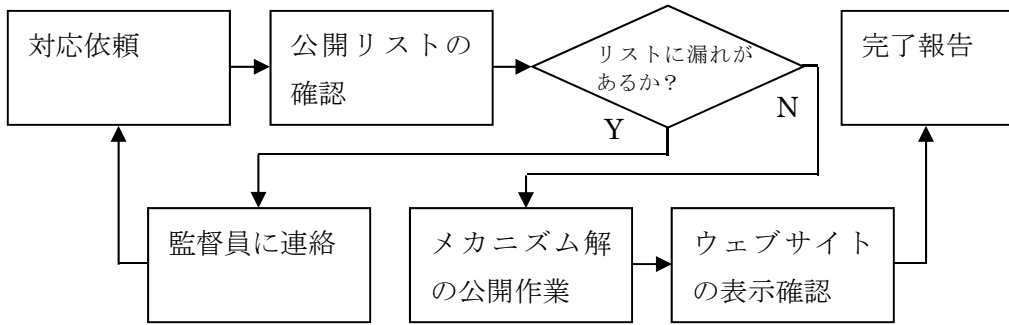 対応依頼
公開リストの
確認
リストに漏れが
あるか？
完了報告
Y
N
監督員に連絡
メカニズム解
の公開作業
ウェブサイト
の表示確認